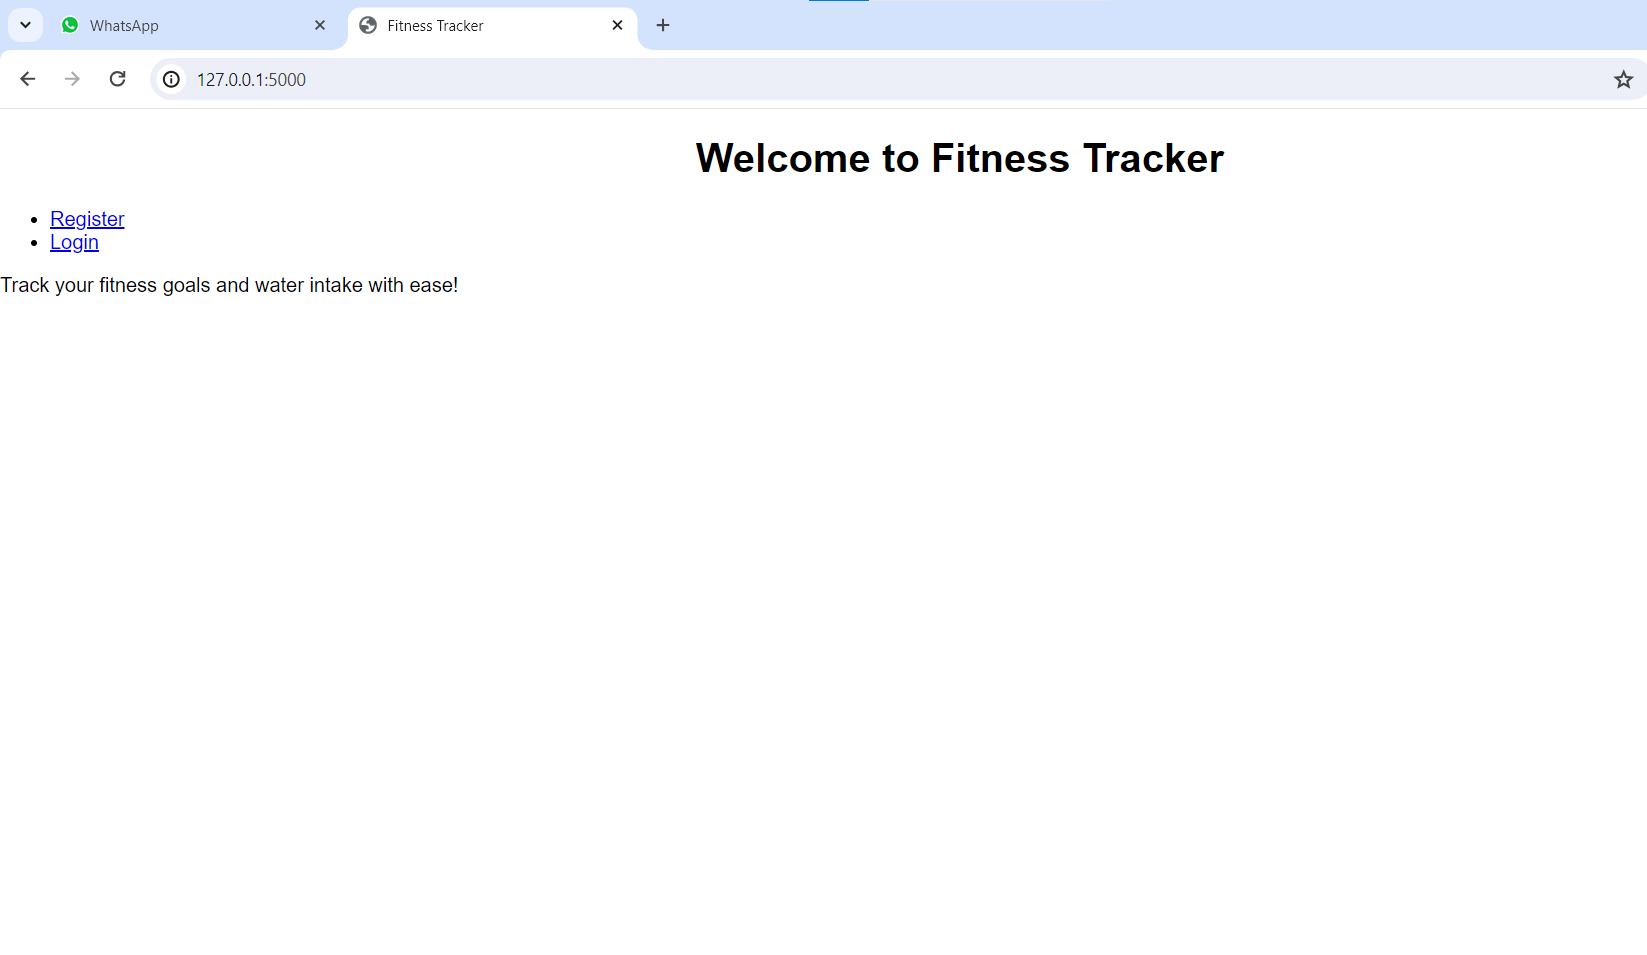 WhatsApp
Fitness Tracker
127.0.0.1:5000
Welcome to Fitness Tracker
Register
Login
Track your fitness goals and water intake with ease!